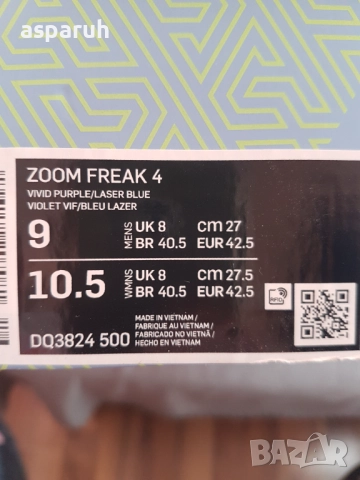 asparuh
ZOOM FREAK 4
VIVID PURPLE/LASER BLUE
VIOLET VIF/BLEU LAZER
9 MENS UK 8 CM 27
BR 40.5 EUR 42.5
10.5 WMNS UK 8 CM 27.5
BR 40.5 EUR 42.5
DQ3824 500
MADE IN VIETNAM /
FABRIQUE AU VIETNAM /
FABRICADO NO VIETNÃ /
HECHO EN VIETNAM
BAZAR